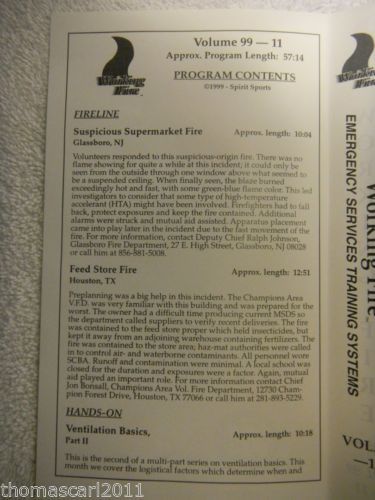 Working
Fire
Volume 99 — 11
Approx. Program Length: 57:14
PROGRAM CONTENTS
©1999 - Spirit Sports
FIRELINE
Suspicious Supermarket Fire Approx. length: 10:04
Glassboro, NJ
Volunteers responded to this suspicious-origin fire. There was no
flame showing for quite a while at this incident; it could only be
seen from the outside through one window above what seemed to
be a suspended ceiling. When finally seen, the blaze burned
exceedingly hot and fast, with some green-blue flame color. This led
investigators to consider that some type of high-temperature
accelerant (HTA) might have been involved. Firefighters had to fall
back, protect exposures and keep the fire contained. Additional
alarms were struck and mutual aid assisted. Apparatus placement
came into play later in the incident due to the fast movement of the
fire. For more information, contact Deputy Chief Ralph Johnson,
Glassboro Fire Department, 27 E. High Street, Glassboro, NJ 08028
or call him at 856-881-5008.
Feed Store Fire Approx. length: 12:51
Houston, TX
Preplanning was a big help in this incident. The Champions Area
V.F.D. was very familiar with this building and was prepared for the
worst. The owner had a difficult time producing current MSDS so
the department called suppliers to verify recent deliveries. The fire
was contained to the feed store proper which held insecticides, but
kept it away from an adjoining warehouse containing fertilizers. The
fire was contained to the store area; haz-mat authorities were called
in to control air- and waterborne contaminants. All personnel wore
SCBA. Runoff and contamination were minimal. A local school was
closed for the duration and exposures were a factor. Again, mutual
aid played an important role. For more information contact Chief
Jon Bonsall, Champions Area Vol. Fire Department, 12730 Cham-
pion Forest Drive, Houston, TX 77066 or call him at 281-893-5229.
HANDS-ON
Ventilation Basics, Approx. length: 10:18
Part II
This is the second of a multi-part series on ventilation basics. This
month we cover the logistical factors which determine when and
Working
Fire
Working Fire
EMERGENCY SERVICES TRAINING SYSTEMS
VOL
—1
thomascarl2011